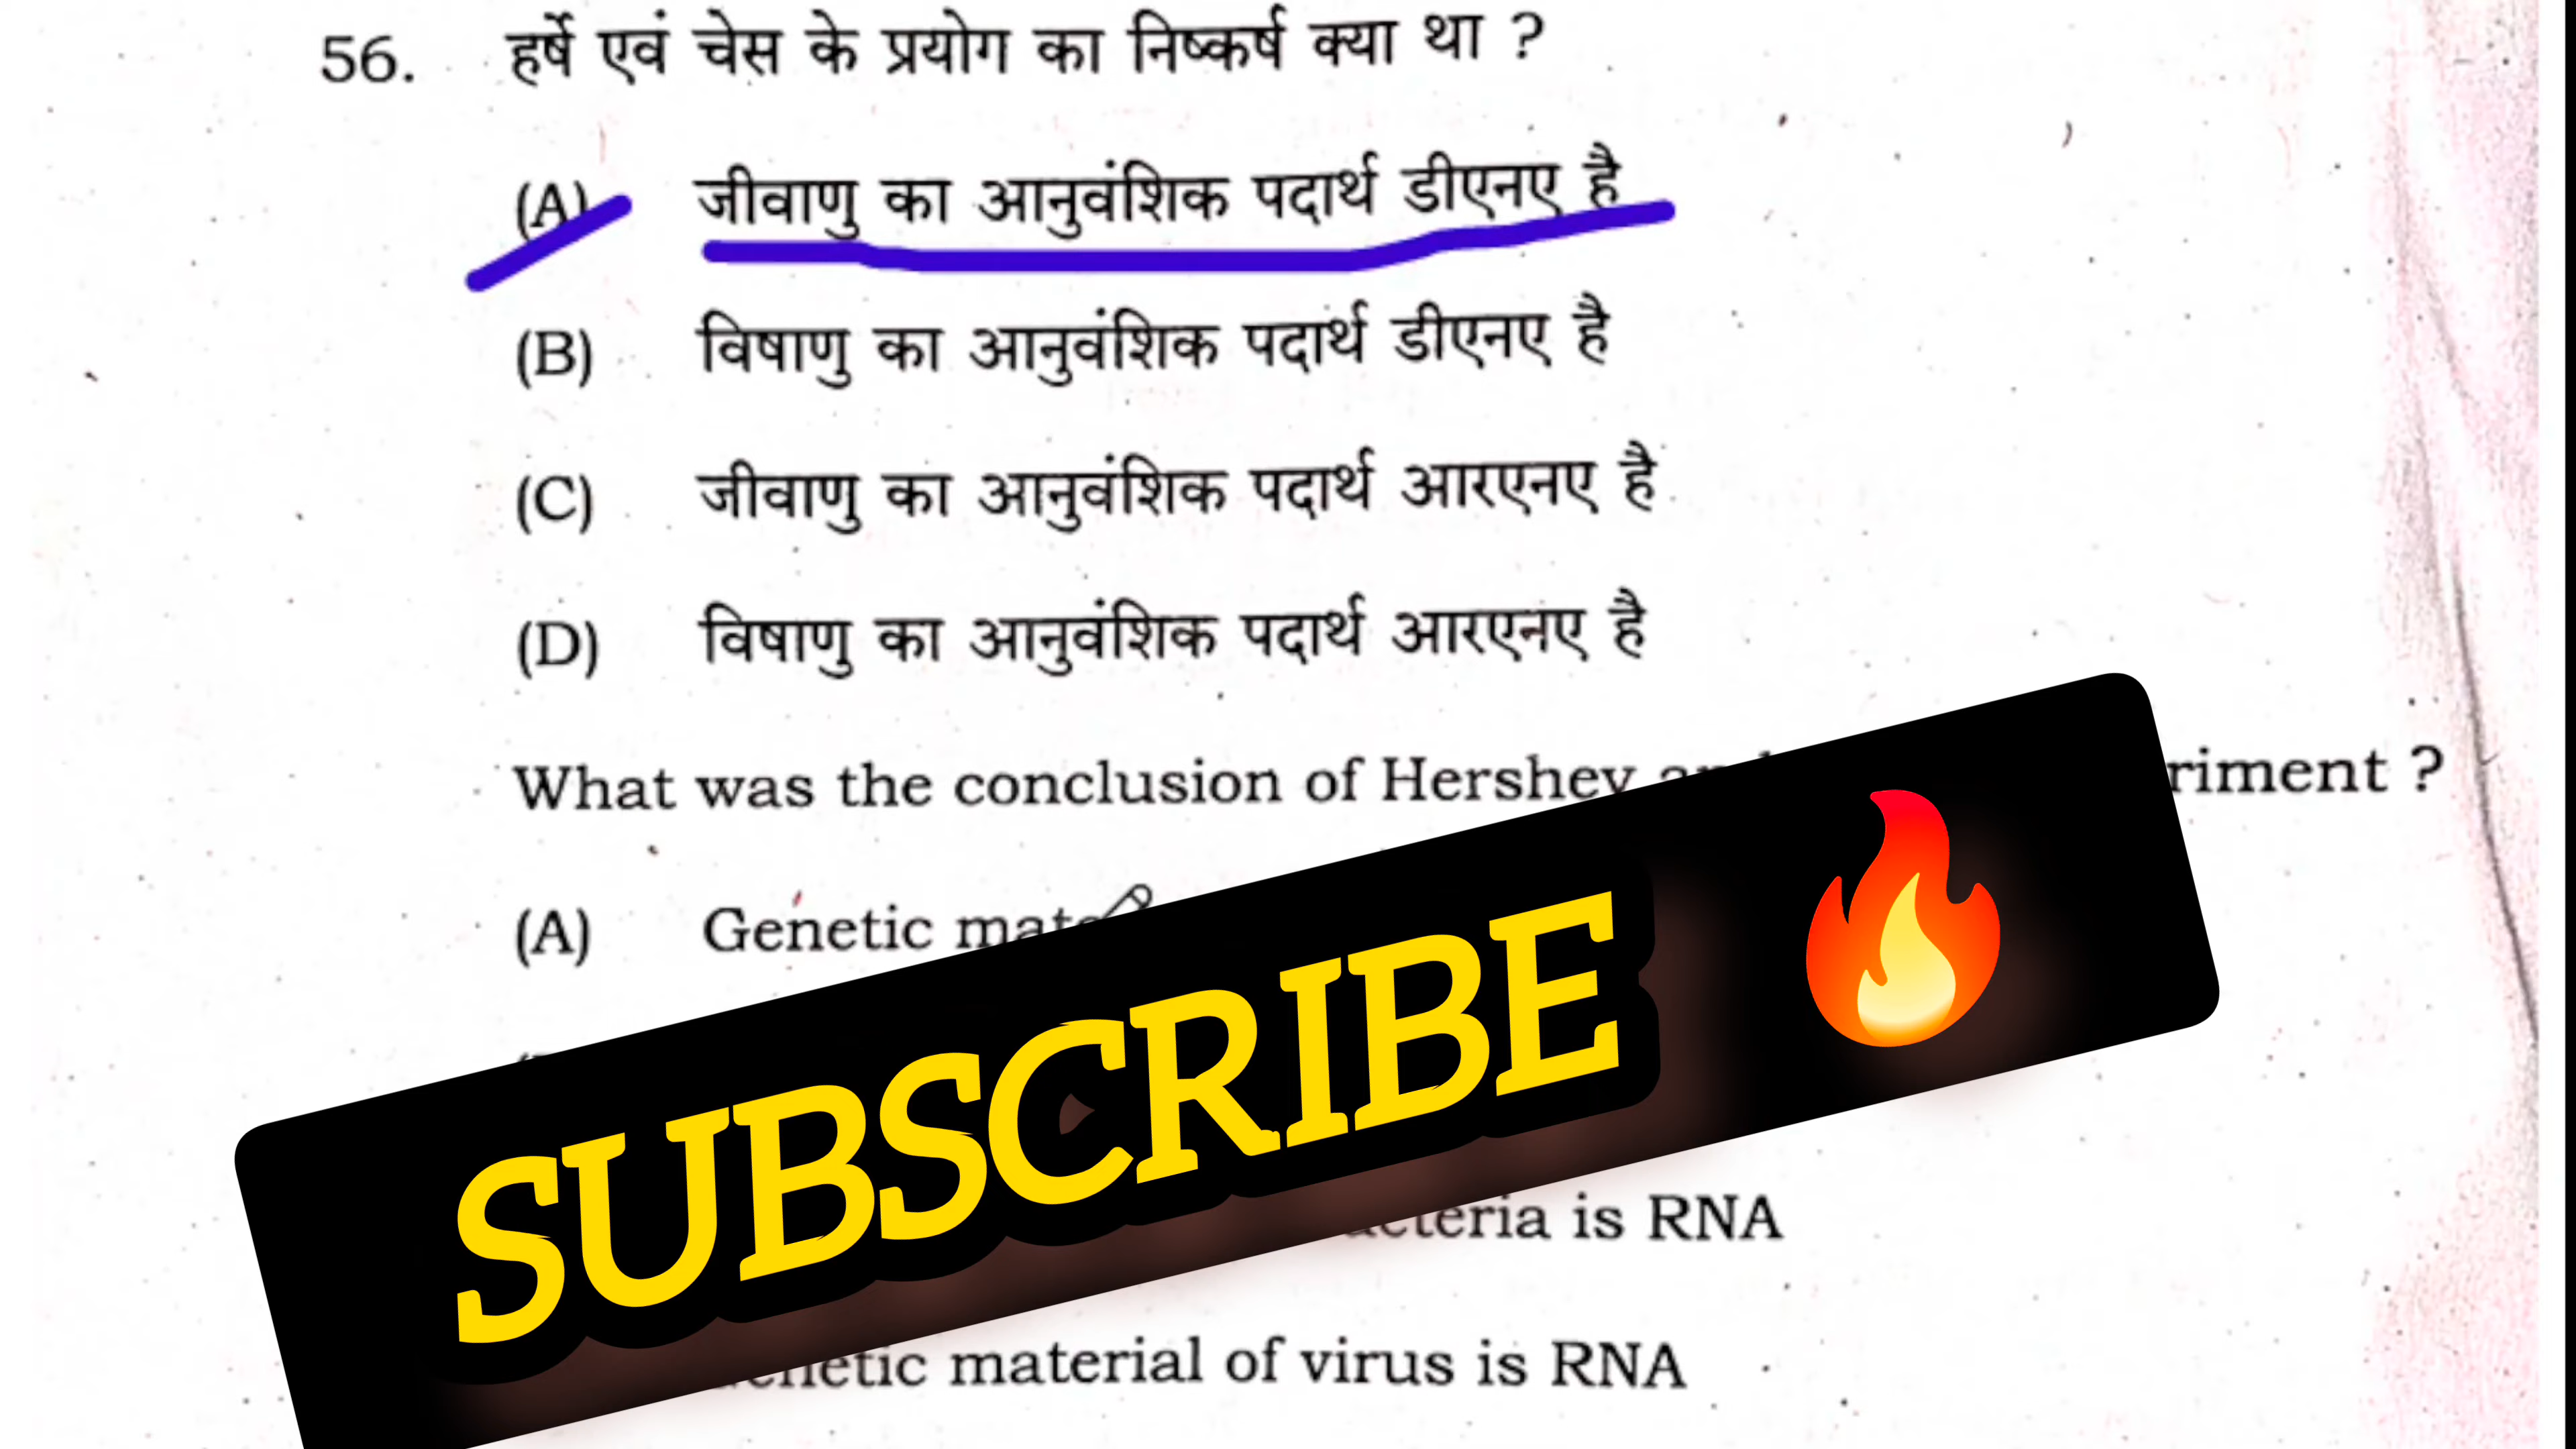 56. हर्षे एवं चेस के प्रयोग का निष्कर्ष क्या था ?
(A) जीवाणु का आनुवंशिक पदार्थ डीएनए है
(B) विषाणु का आनुवंशिक पदार्थ डीएनए है
(C) जीवाणु का आनुवंशिक पदार्थ आरएनए है
(D) विषाणु का आनुवंशिक पदार्थ आरएनए है
What was the conclusion of Hershey ?
(A) Genetic
SUBSCRIBE 🔥
is RNA
material of virus is RNA